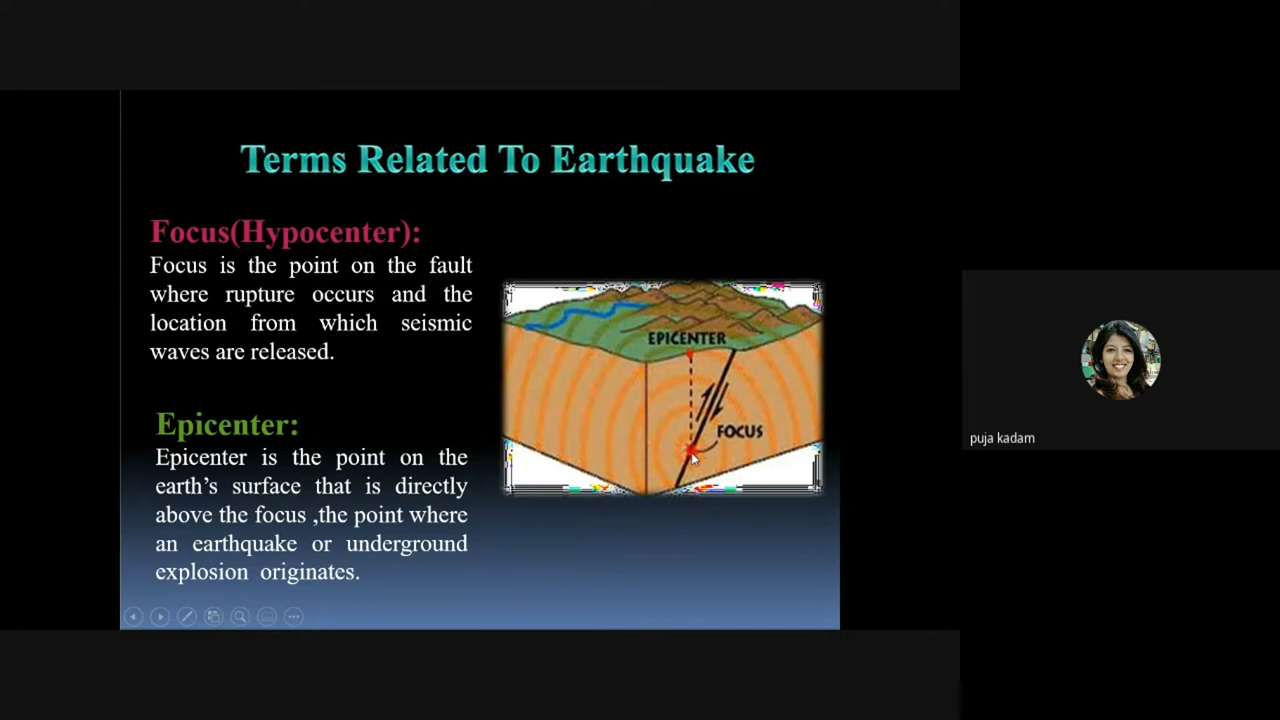 Terms Related To Earthquake
Focus(Hypocenter):
Focus is the point on the fault
where rupture occurs and the
location from which seismic
waves are released.
Epicenter:
Epicenter is the point on the
earth's surface that is directly
above the focus ,the point where
an earthquake or underground
explosion originates.
EPICENTER
FOCUS
puja kadam